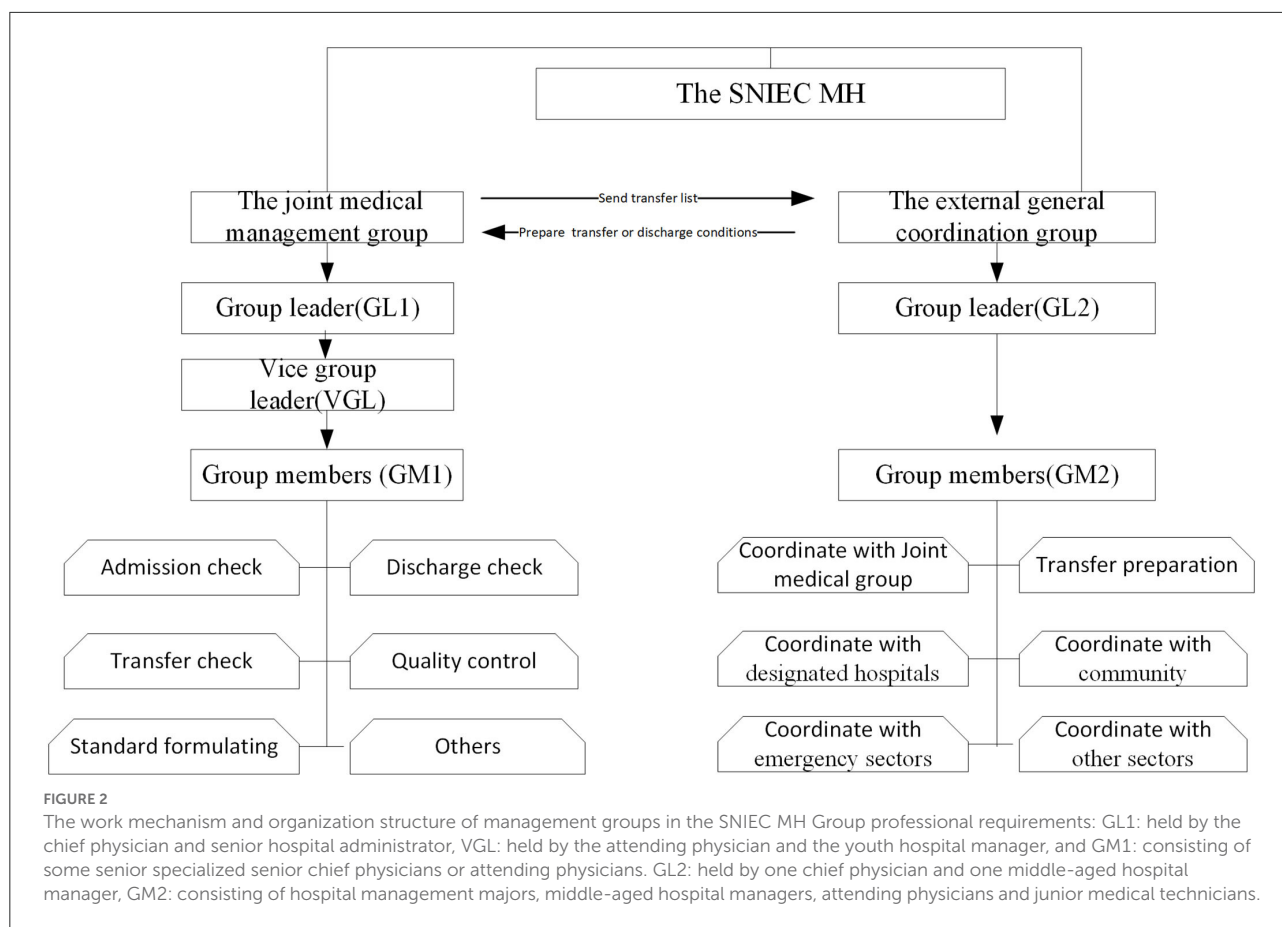 The SNIEC MH
The joint medical
management group
Send transfer list
Prepare transfer or discharge conditions
The external general
coordination group
Group leader(GL1)
Group leader(GL2)
Vice group
leader(VGL)
Group members (GM1)
Group members(GM2)
Admission check
Discharge check
Coordinate with Joint
medical group
Transfer preparation
Transfer check
Quality control
Coordinate with
designated hospitals
Coordinate with
community
Standard formulating
Others
Coordinate with
emergency sectors
Coordinate with
other sectors
FIGURE 2
The work mechanism and organization structure of management groups in the SNIEC MH Group professional requirements: GL1: held by the
chief physician and senior hospital administrator, VGL: held by the attending physician and the youth hospital manager, and GM1: consisting of
some senior specialized senior chief physicians or attending physicians. GL2: held by one chief physician and one middle-aged hospital
manager, GM2: consisting of hospital management majors, middle-aged hospital managers, attending physicians and junior medical technicians.